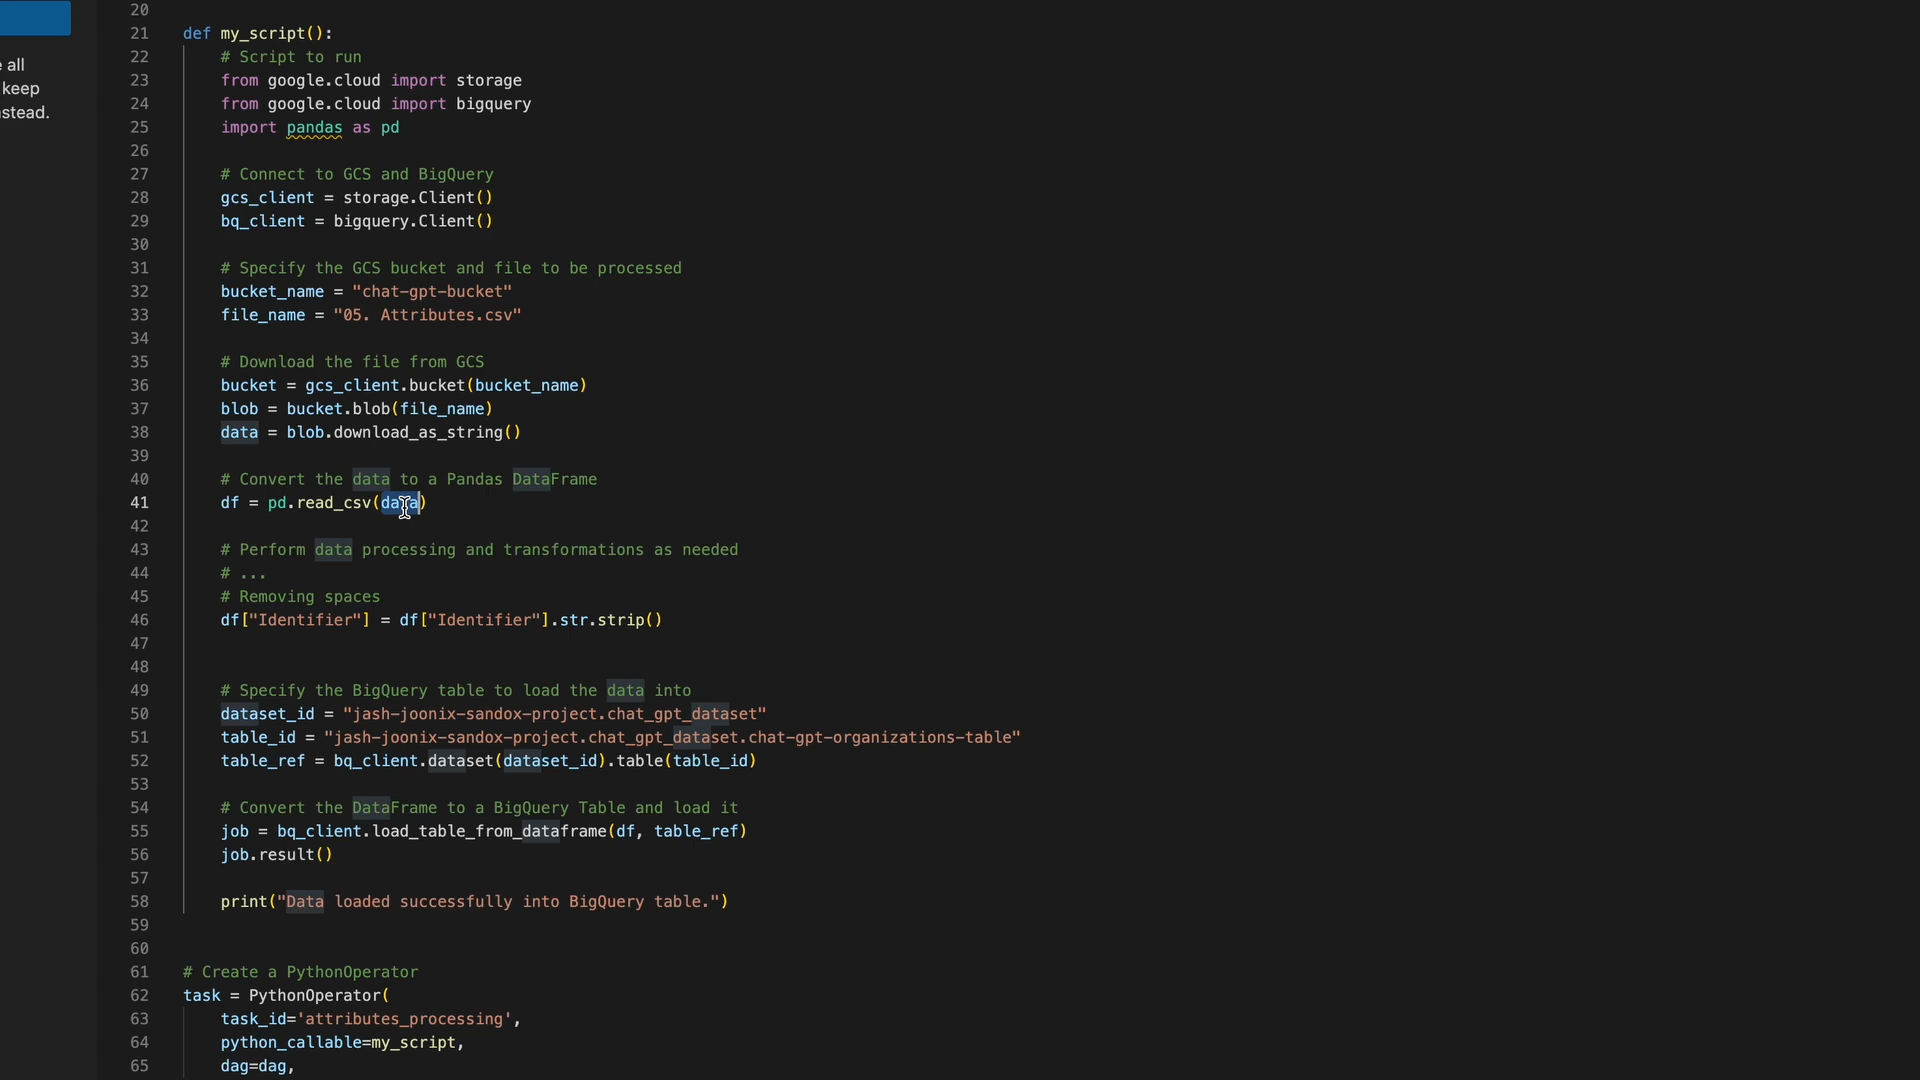 e all
keep
nstead.
20
21 def my_script():
22 # Script to run
23 from google.cloud import storage
24 from google.cloud import bigquery
25 import pandas as pd
26
27 # Connect to GCS and BigQuery
28 gcs_client = storage.Client()
29 bq_client = bigquery.Client()
30
31 # Specify the GCS bucket and file to be processed
32 bucket_name = "chat-gpt-bucket"
33 file_name = "05. Attributes.csv"
34
35 # Download the file from GCS
36 bucket = gcs_client.bucket(bucket_name)
37 blob = bucket.blob(file_name)
38 data = blob.download_as_string()
39
40 # Convert the data to a Pandas DataFrame
41 df = pd.read_csv(data)
42
43 # Perform data processing and transformations as needed
44 # ...
45 # Removing spaces
46 df["Identifier"] = df["Identifier"].str.strip()
47
48
49 # Specify the BigQuery table to load the data into
50 dataset_id = "jash-joonix-sandox-project.chat_gpt_dataset"
51 table_id = "jash-joonix-sandox-project.chat_gpt_dataset.chat-gpt-organizations-table"
52 table_ref = bq_client.dataset(dataset_id).table(table_id)
53
54 # Convert the DataFrame to a BigQuery Table and load it
55 job = bq_client.load_table_from_dataframe(df, table_ref)
56 job.result()
57
58 print("Data loaded successfully into BigQuery table.")
59
60
61 # Create a PythonOperator
62 task = PythonOperator(
63 task_id='attributes_processing',
64 python_callable=my_script,
65 dag=dag,